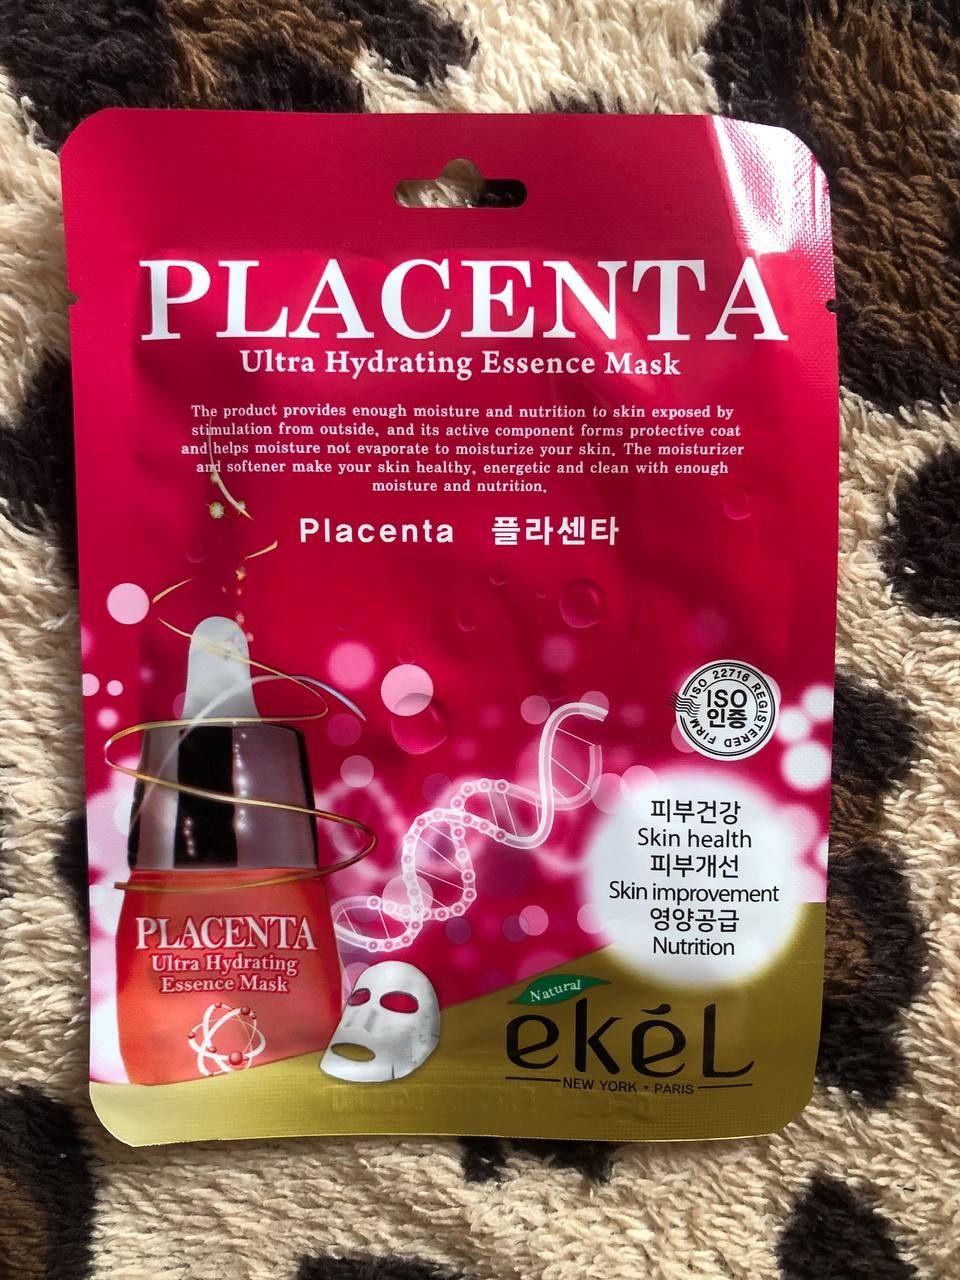 PLACENTA
Ultra Hydrating Essence Mask
The product provides enough moisture and nutrition to skin exposed by
stimulation from outside, and its active component forms protective coat
and helps moisture not evaporate to moisturize your skin. The moisturizer
and softener make your skin healthy, energetic and clean with enough
moisture and nutrition.
Placenta 플라센타
ISO 22716 REGISTERED FIRM
ISO
인증
피부건강
Skin health
피부개선
Skin improvement
영양공급
Nutrition
PLACENTA
Ultra Hydrating
Essence Mask
Natural
ekéL
NEW YORK • PARIS